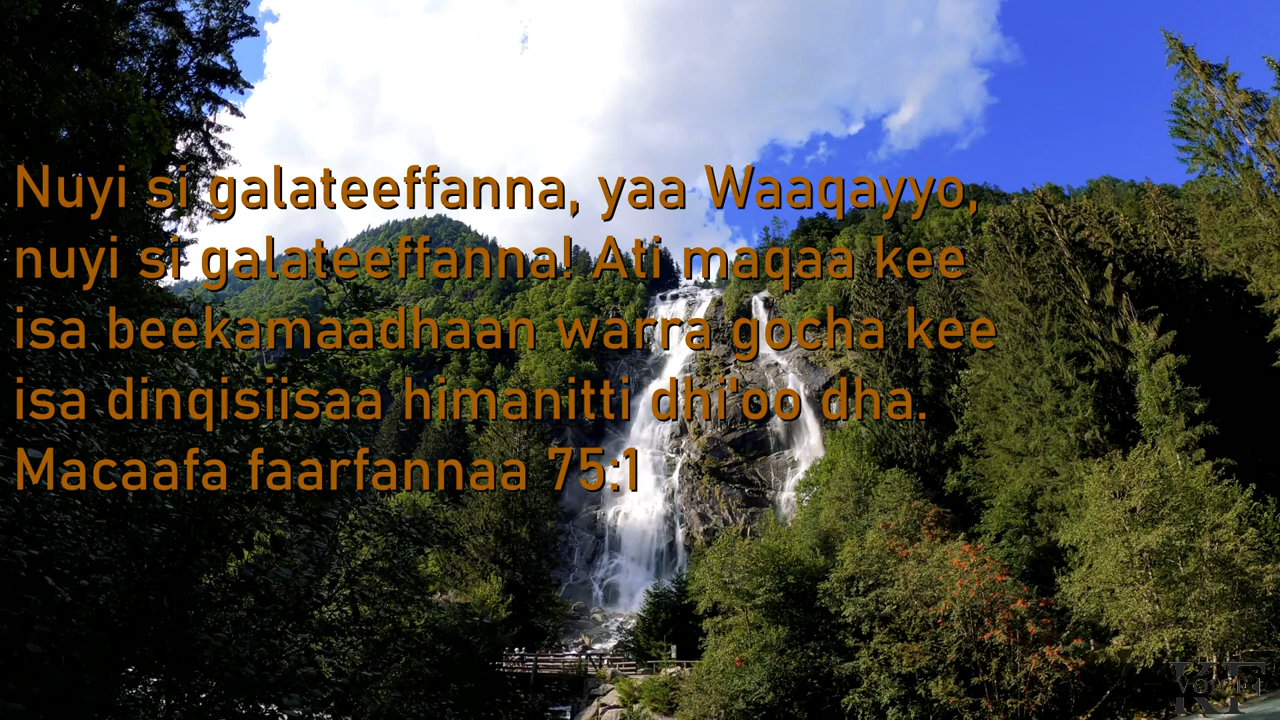 Nuyi si galateeffanna, yaa Waaqayyo,
nuyi si galateeffanna! Ati maqaa kee
isa beekamaadhaan warra gocha kee
isa dinqisiisaa himanitti dhi'oo dha.
Macaafa faarfannaa 75:1